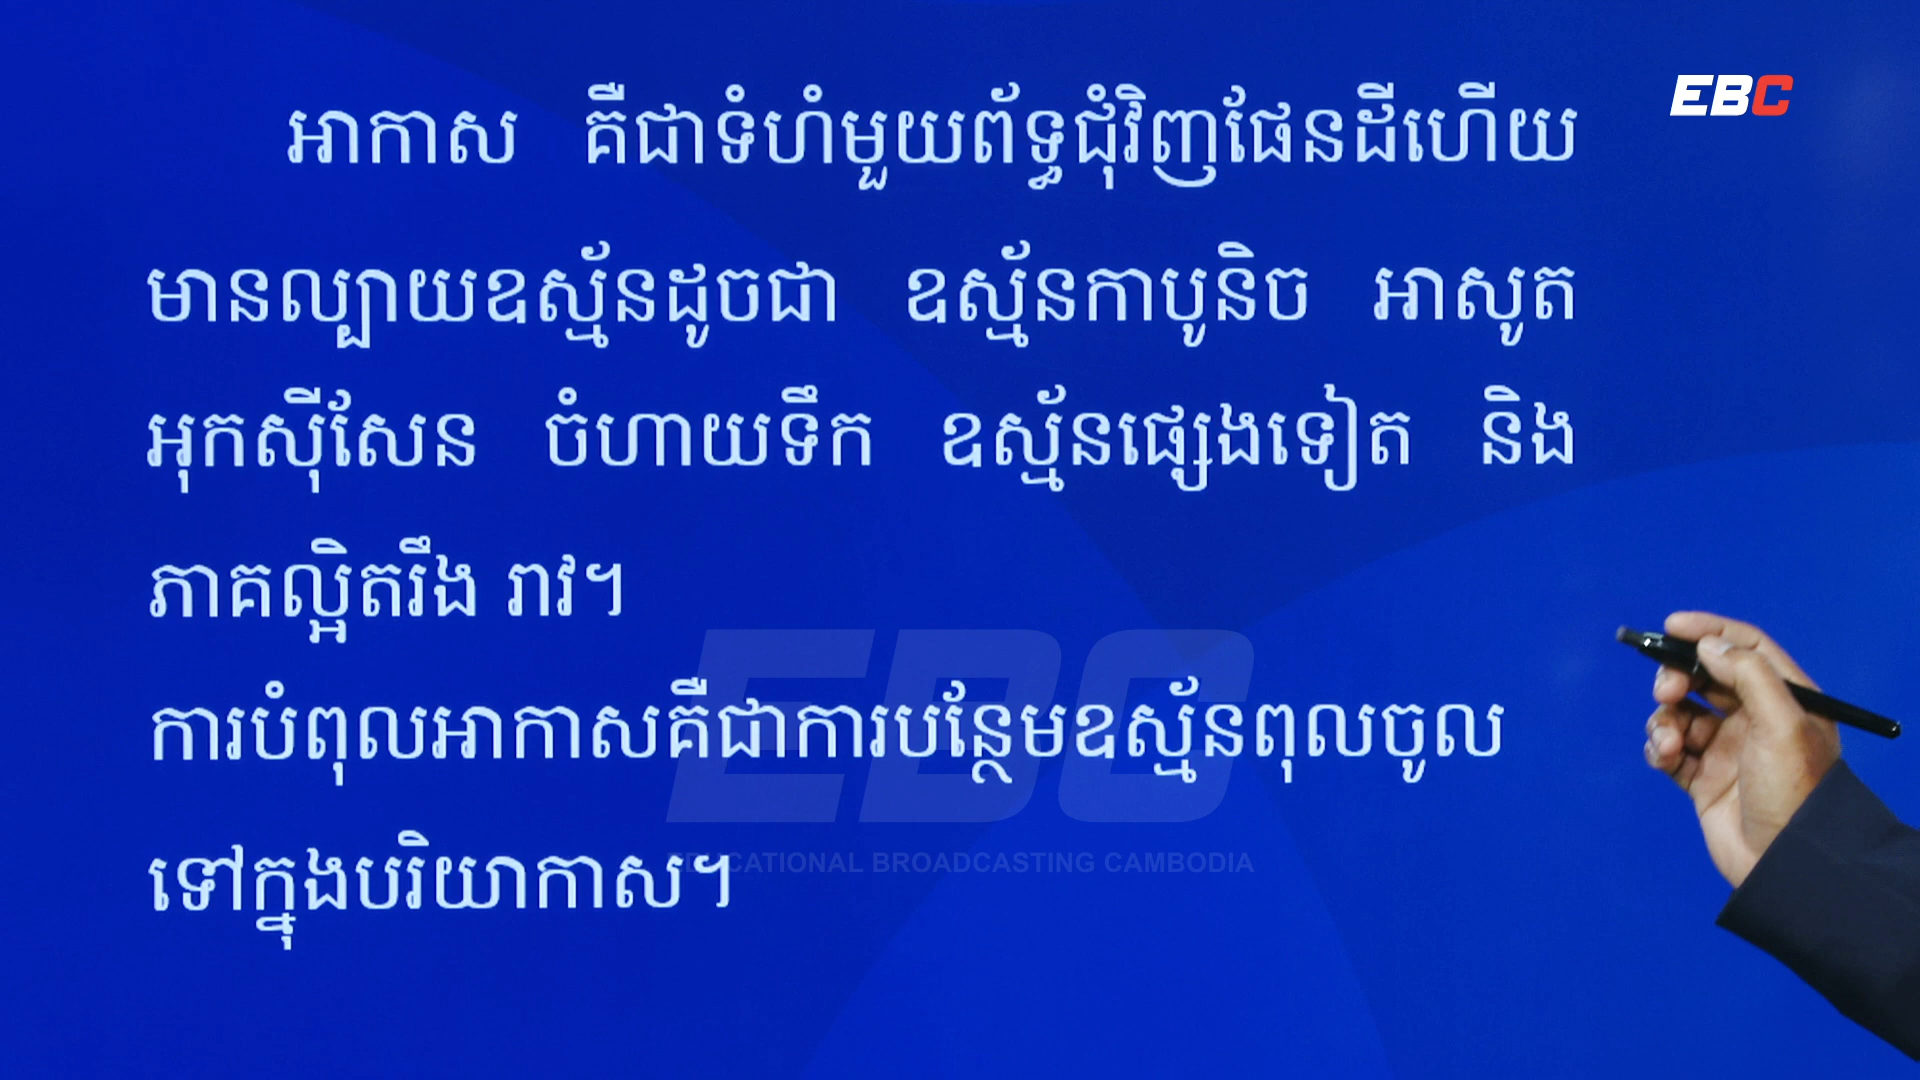 EBC
អាកាស គឺជាទំហំមួយព័ទ្ធជុំវិញផែនដីហើយ
មានល្បាយឧស្ម័នដូចជា ឧស្ម័នកាបូនិច អាសូត
អុកស៊ីសែន ចំហាយទឹក ឧស្ម័នផ្សេងទៀត និង
ភាគល្អិតរឹង រាវ។
ការបំពុលអាកាសគឺជាការបន្ថែមឧស្ម័នពុលចូល
ទៅក្នុងបរិយាកាស។
EBC
EDUCATIONAL BROADCASTING CAMBODIA